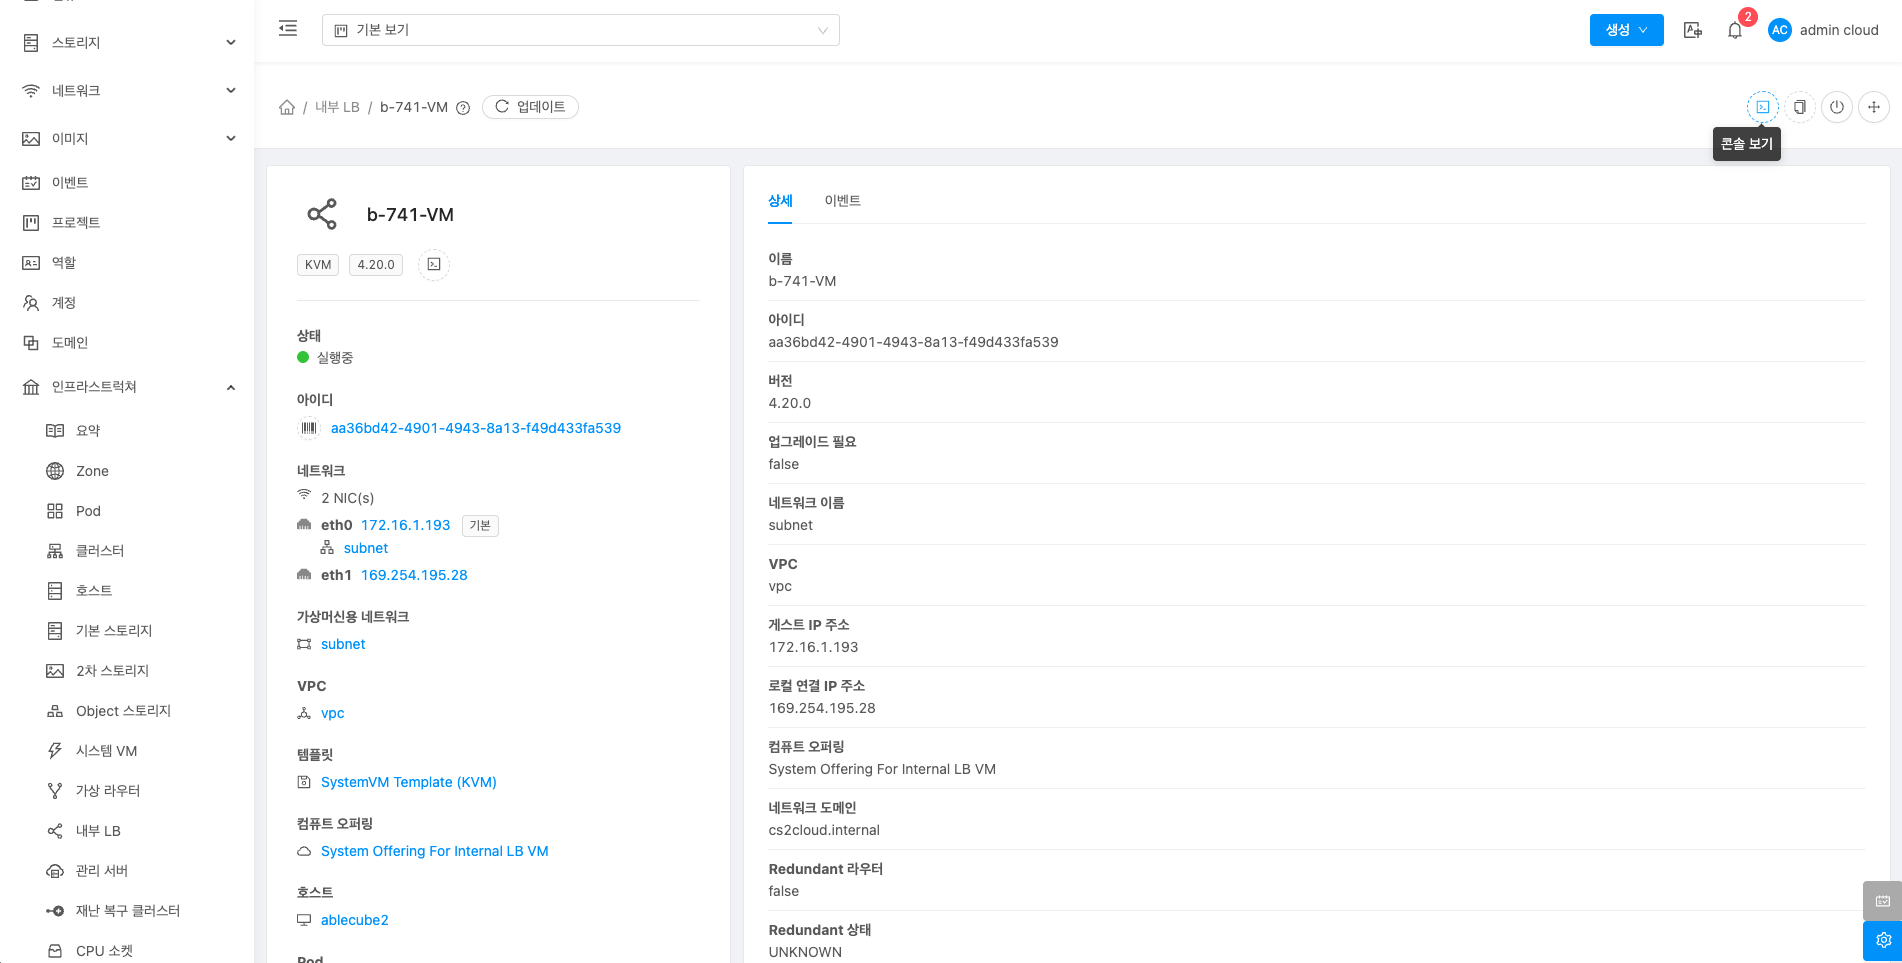 스토리지
네트워크
이미지
이벤트
프로젝트
역할
계정
도메인
인프라스트럭쳐
요약
Zone
Pod
클러스터
호스트
기본 스토리지
2차 스토리지
Object 스토리지
시스템 VM
가상 라우터
내부 LB
관리 서버
재난 복구 클러스터
CPU 소켓
기본 보기
생성
2
AC admin cloud
/ 내부 LB / b-741-VM 업데이트
콘솔 보기
b-741-VM
KVM 4.20.0
상태
실행중
아이디
aa36bd42-4901-4943-8a13-f49d433fa539
네트워크
2 NIC(s)
eth0 172.16.1.193 기본
subnet
eth1 169.254.195.28
가상머신용 네트워크
subnet
VPC
vpc
템플릿
SystemVM Template (KVM)
컴퓨트 오퍼링
System Offering For Internal LB VM
호스트
ablecube2
Pod
상세 이벤트
이름
b-741-VM
아이디
aa36bd42-4901-4943-8a13-f49d433fa539
버전
4.20.0
업그레이드 필요
false
네트워크 이름
subnet
VPC
vpc
게스트 IP 주소
172.16.1.193
로컬 연결 IP 주소
169.254.195.28
컴퓨트 오퍼링
System Offering For Internal LB VM
네트워크 도메인
cs2cloud.internal
Redundant 라우터
false
Redundant 상태
UNKNOWN